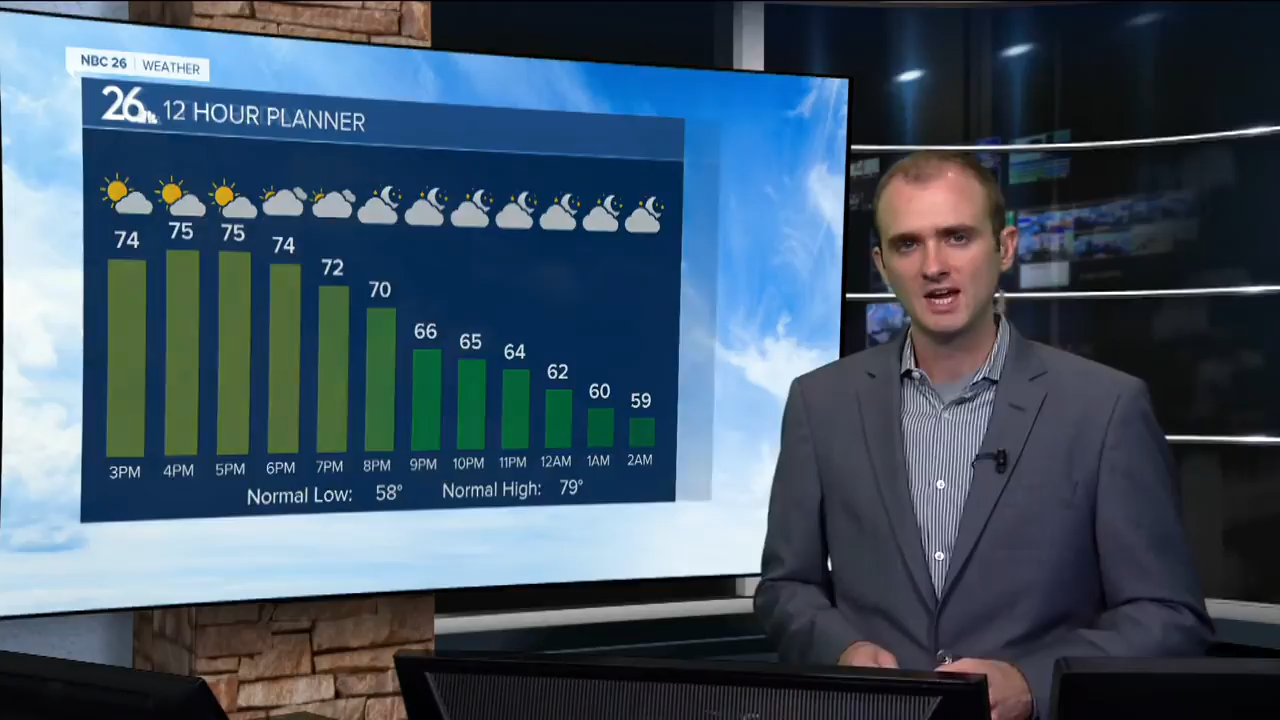 NBC 26 | WEATHER
26 12 HOUR PLANNER
74 75 75 74 72 70 66 65 64 62 60 59
3PM 4PM 5PM 6PM 7PM 8PM 9PM 10PM 11PM 12AM 1AM 2AM
Normal Low: 58° Normal High: 79°